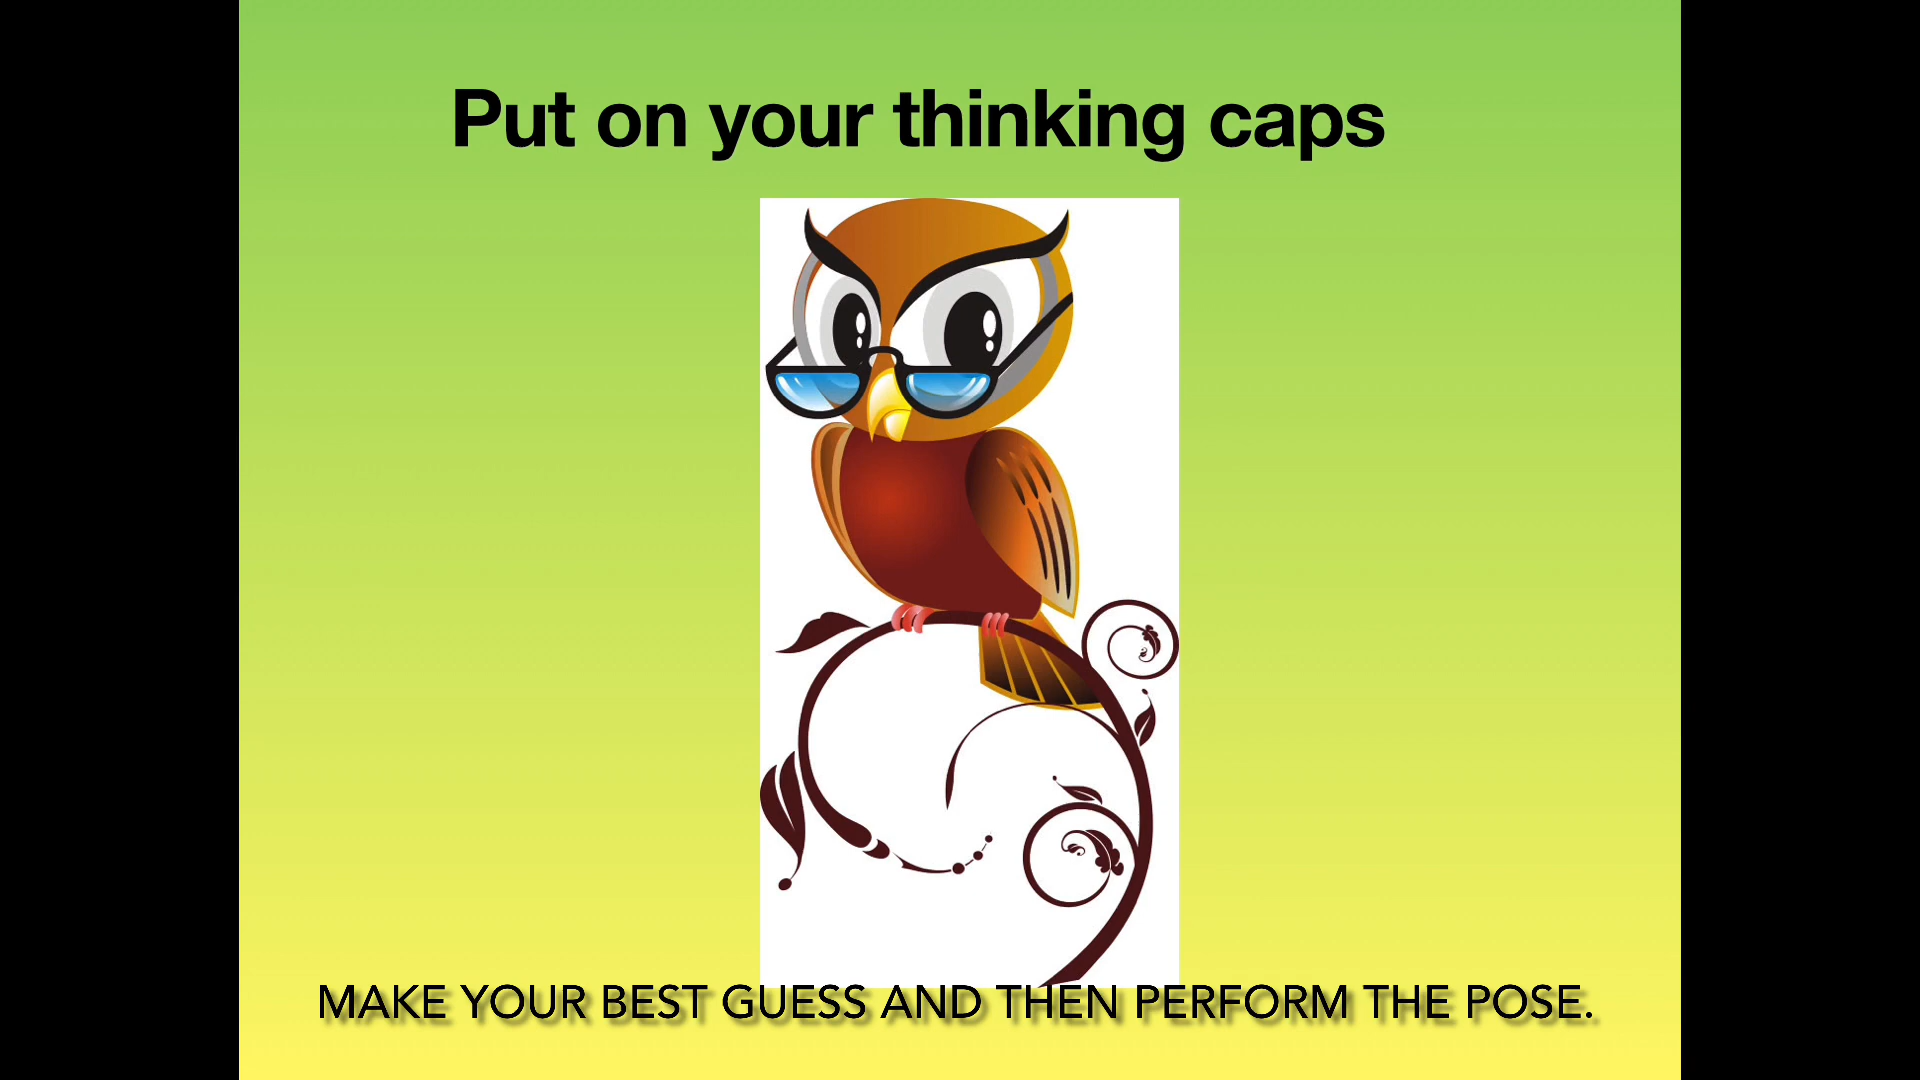 Put on your thinking caps
MAKE YOUR BEST GUESS AND THEN PERFORM THE POSE.